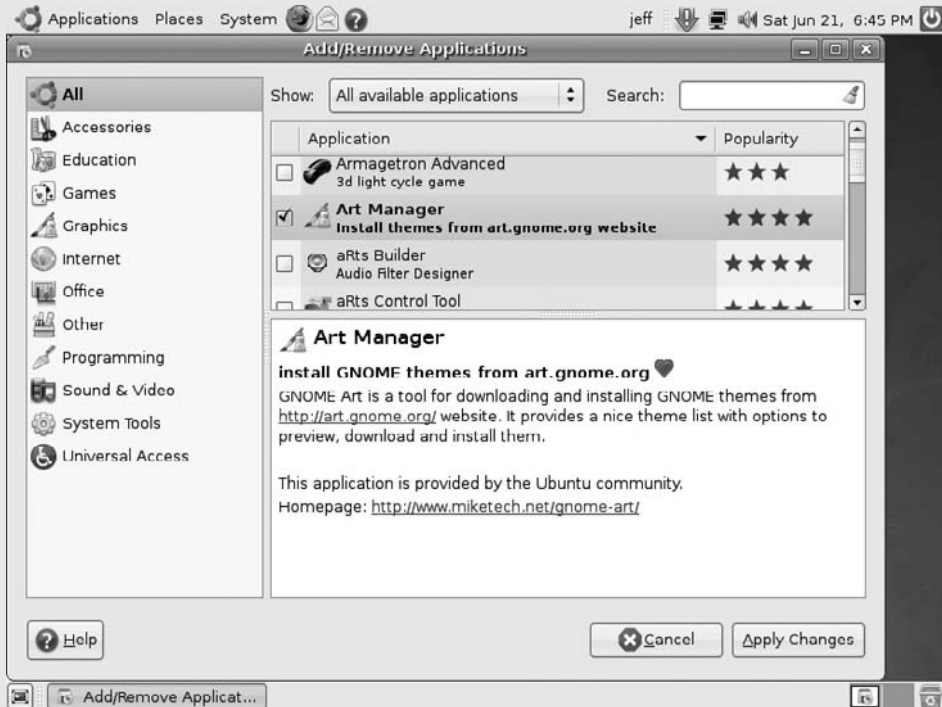 Applications Places System jeff Sat Jun 21, 6:45 PM
Add/Remove Applications
All
Accessories
Education
Games
Graphics
Internet
Office
Other
Programming
Sound & Video
System Tools
Universal Access
Show: All available applications Search:
Application Popularity
Armagetron Advanced
3d light cycle game
Art Manager
Install themes from art.gnome.org website
aRts Builder
Audio Filter Designer
aRts Control Tool
Art Manager
install GNOME themes from art.gnome.org
GNOME Art is a tool for downloading and installing GNOME themes from
http://art.gnome.org/ website. It provides a nice theme list with options to
preview, download and install them.
This application is provided by the Ubuntu community.
Homepage: http://www.miketech.net/gnome-art/
Help Cancel Apply Changes
Add/Remove Applicat...